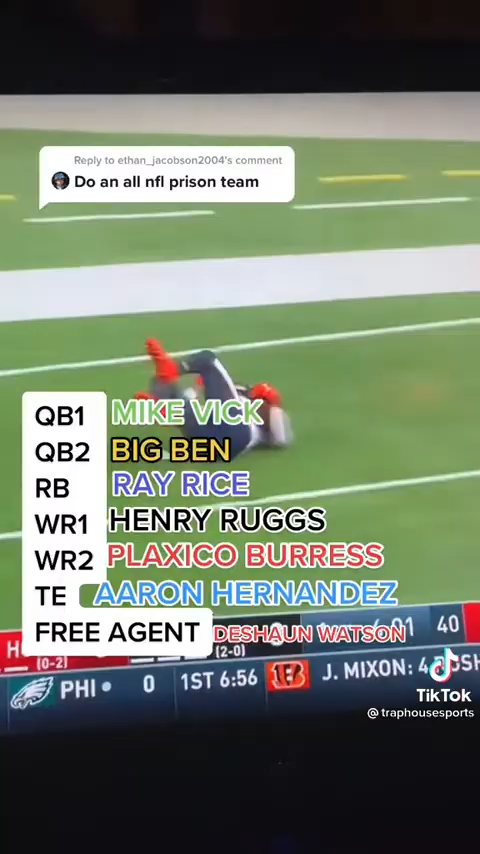 Reply to ethan_jacobson2004's comment
Do an all nfl prison team
QB1 MIKE VICK
QB2 BIG BEN
RB RAY RICE
WR1 HENRY RUGGS
WR2 PLAXICO BURRESS
TE AARON HERNANDEZ
FREE AGENT DESHAUN WATSON
40
(0-2) (2-0)
PHI 0 1ST 6:56 J. MIXON: 4
TikTok
@traphousesports